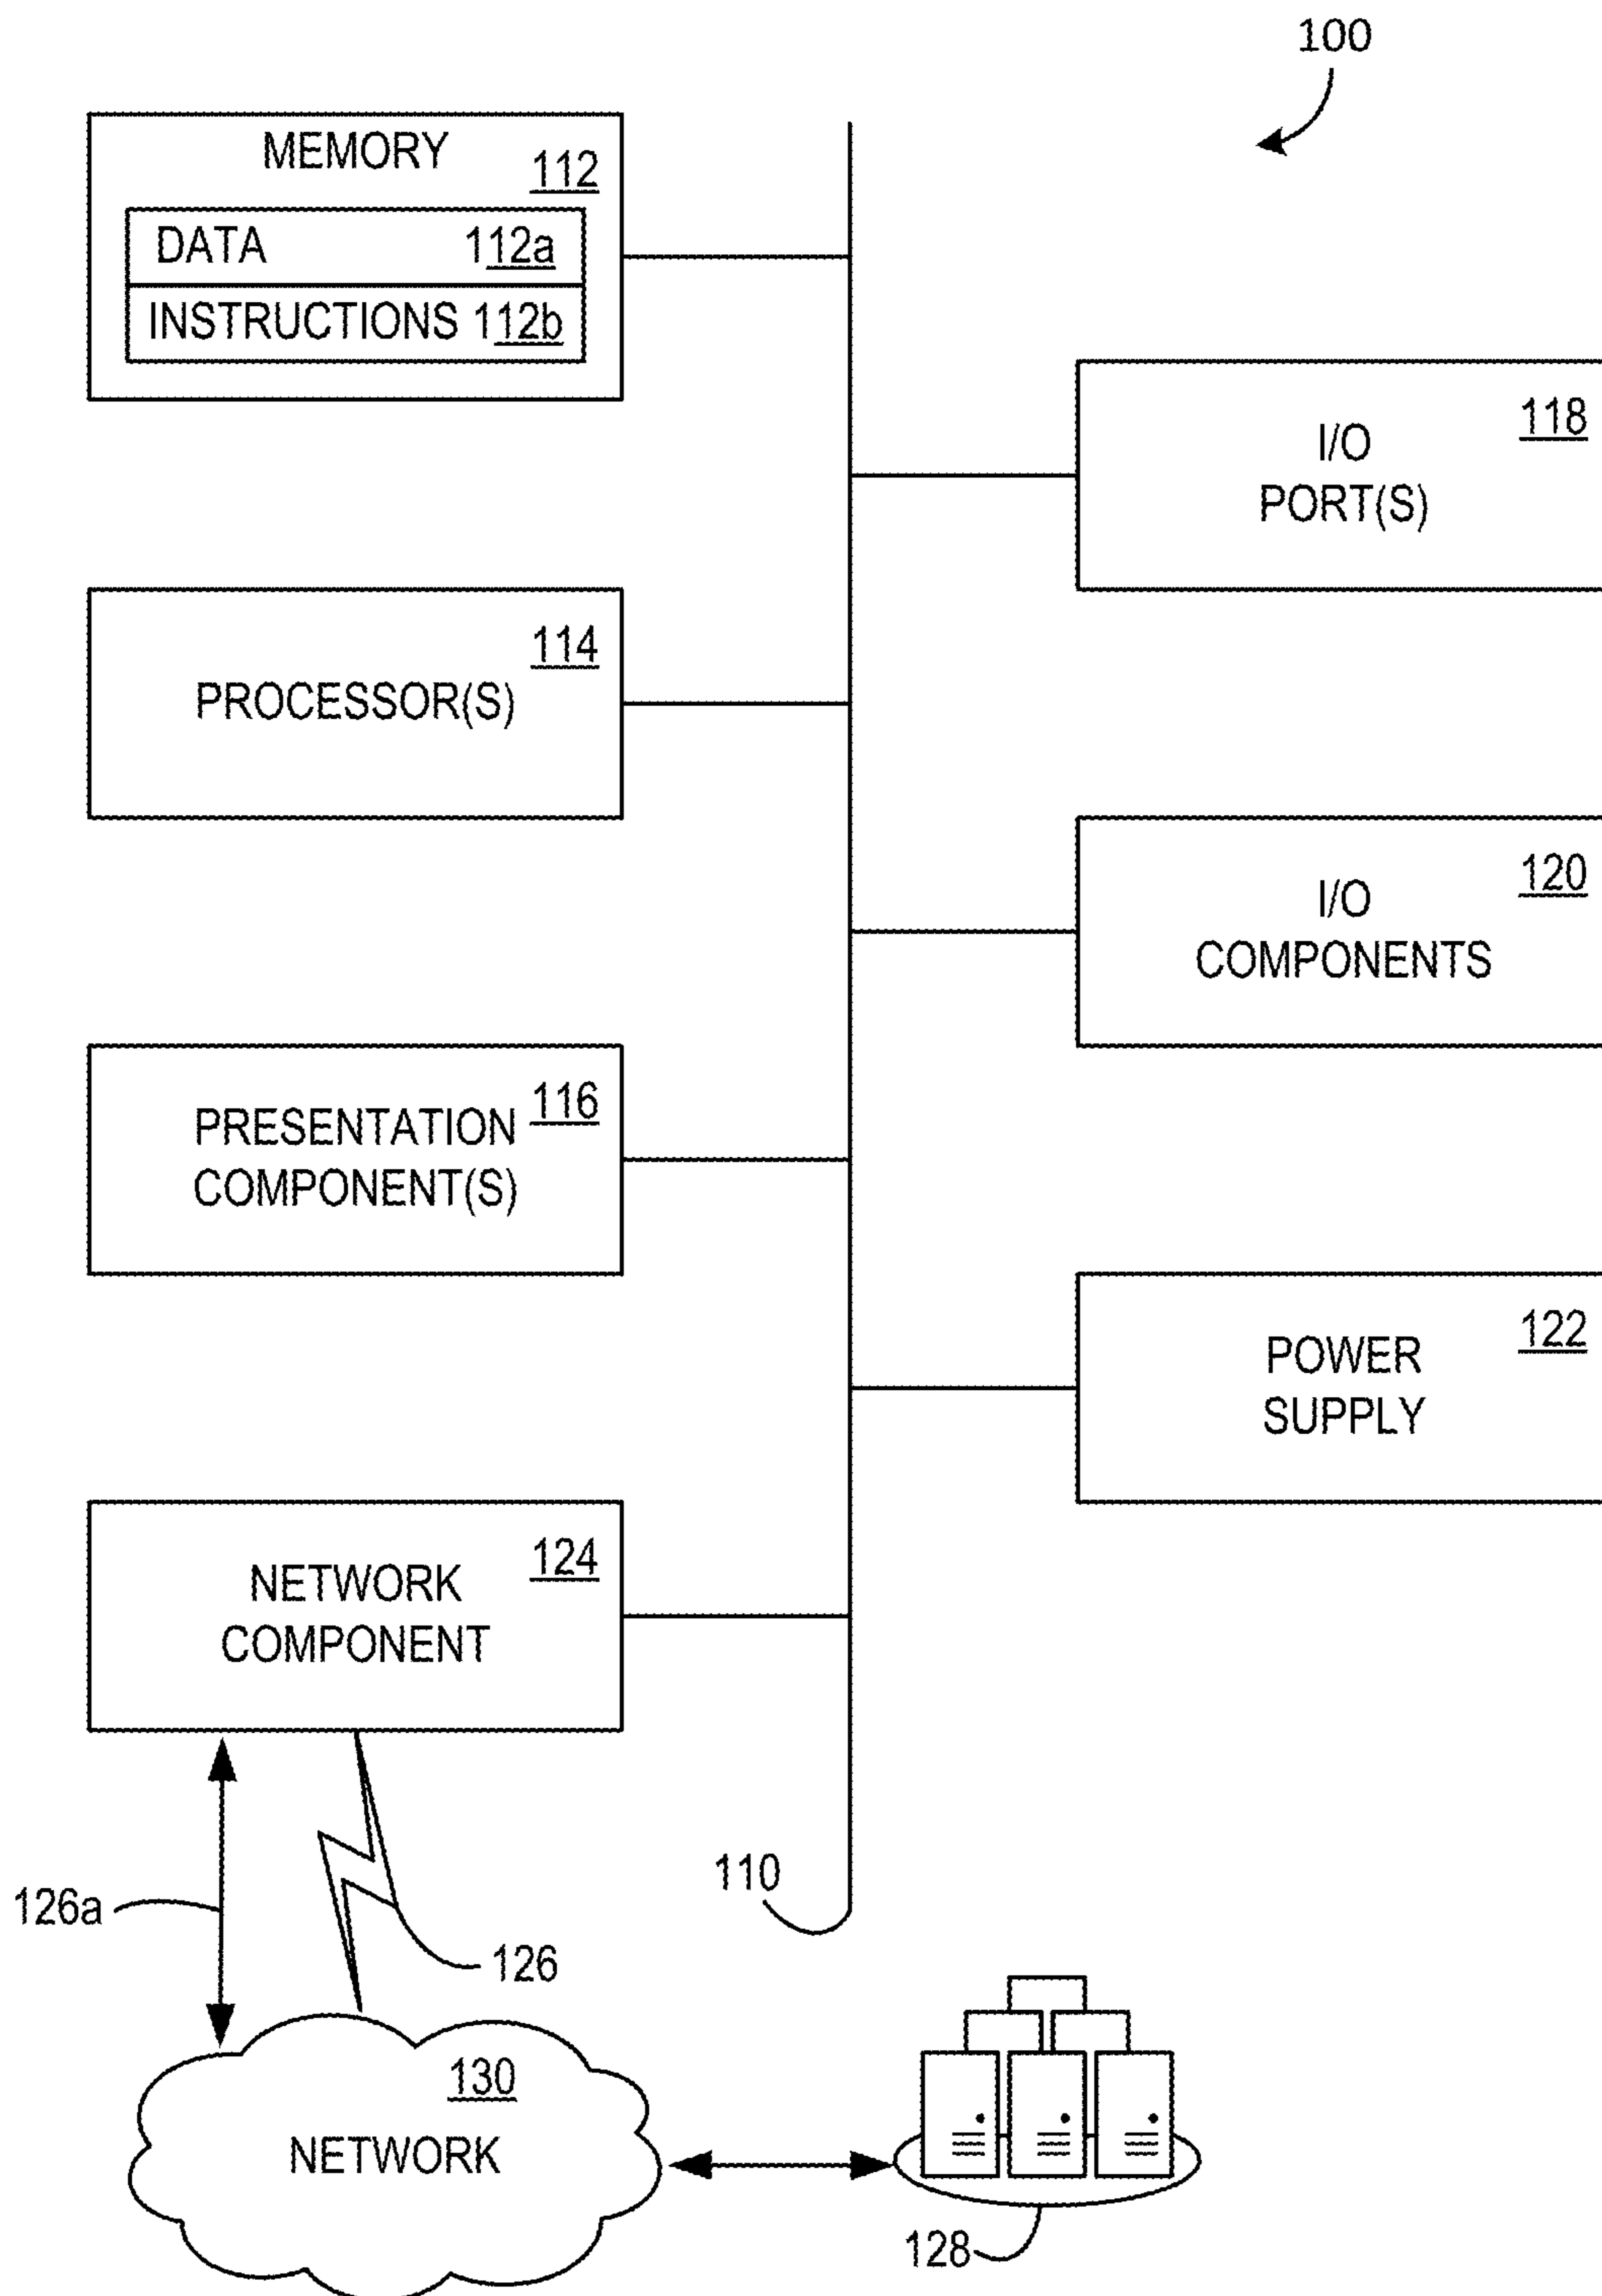 100
MEMORY
112
DATA 112a
INSTRUCTIONS 112b
118
I/O
PORT(S)
114
PROCESSOR(S)
120
I/O
COMPONENTS
116
PRESENTATION
COMPONENT(S)
122
POWER
SUPPLY
124
NETWORK
COMPONENT
110
126a
126
130
NETWORK
128